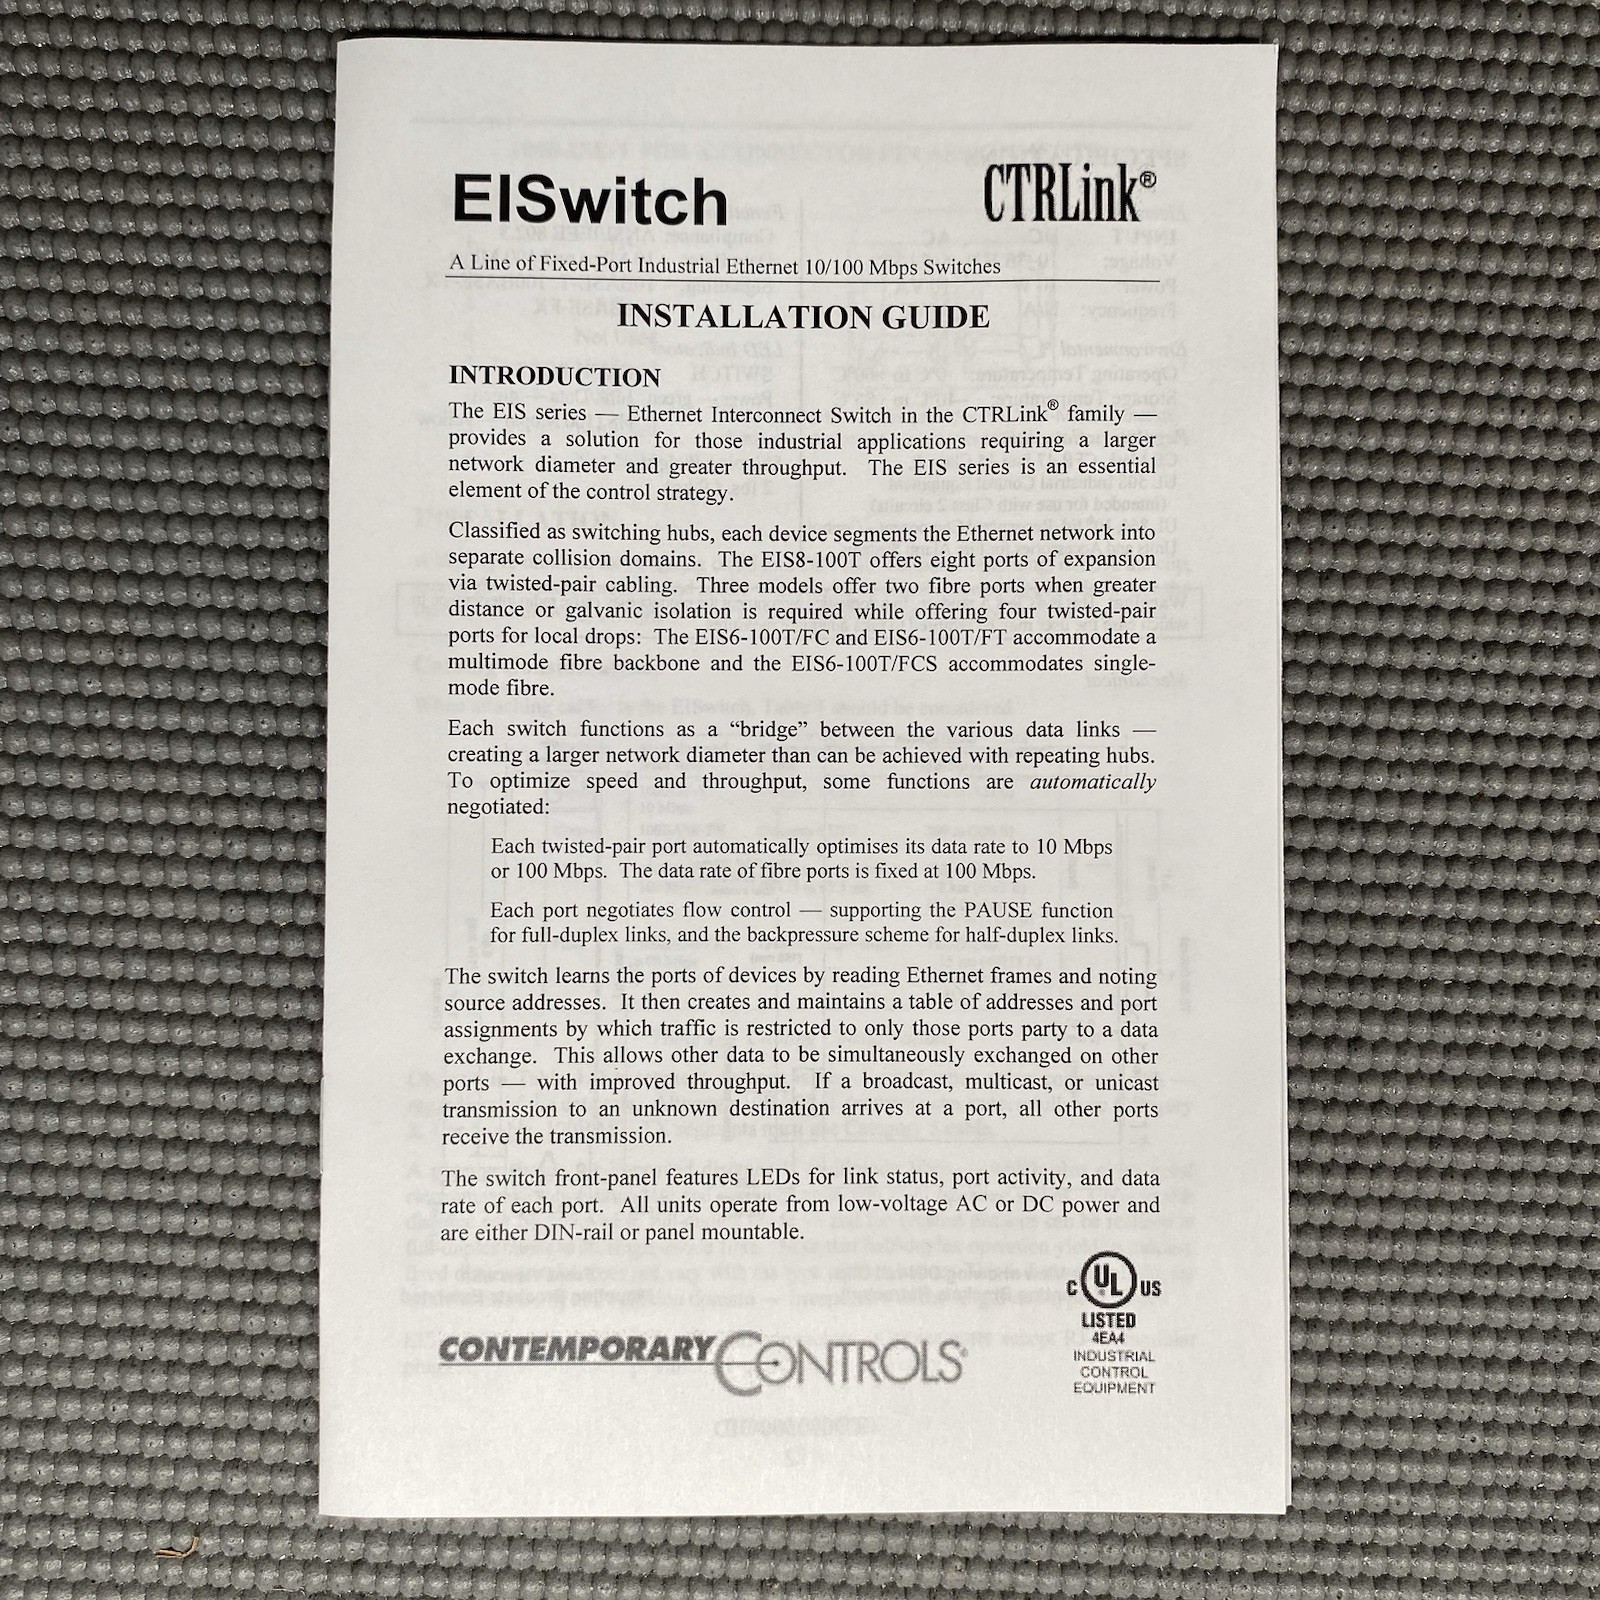 EISwitch
CTRLink®
A Line of Fixed-Port Industrial Ethernet 10/100 Mbps Switches
INSTALLATION GUIDE
INTRODUCTION
The EIS series — Ethernet Interconnect Switch in the CTRLink® family —
provides a solution for those industrial applications requiring a larger
network diameter and greater throughput. The EIS series is an essential
element of the control strategy.
Classified as switching hubs, each device segments the Ethernet network into
separate collision domains. The EIS8-100T offers eight ports of expansion
via twisted-pair cabling. Three models offer two fibre ports when greater
distance or galvanic isolation is required while offering four twisted-pair
ports for local drops: The EIS6-100T/FC and EIS6-100T/FT accommodate a
multimode fibre backbone and the EIS6-100T/FCS accommodates single-
mode fibre.
Each switch functions as a “bridge” between the various data links —
creating a larger network diameter than can be achieved with repeating hubs.
To optimize speed and throughput, some functions are automatically
negotiated:
Each twisted-pair port automatically optimises its data rate to 10 Mbps
or 100 Mbps. The data rate of fibre ports is fixed at 100 Mbps.
Each port negotiates flow control — supporting the PAUSE function
for full-duplex links, and the backpressure scheme for half-duplex links.
The switch learns the ports of devices by reading Ethernet frames and noting
source addresses. It then creates and maintains a table of addresses and port
assignments by which traffic is restricted to only those ports party to a data
exchange. This allows other data to be simultaneously exchanged on other
ports — with improved throughput. If a broadcast, multicast, or unicast
transmission to an unknown destination arrives at a port, all other ports
receive the transmission.
The switch front-panel features LEDs for link status, port activity, and data
rate of each port. All units operate from low-voltage AC or DC power and
are either DIN-rail or panel mountable.
C UL US
LISTED
4EA4
INDUSTRIAL
CONTROL
EQUIPMENT
CONTEMPORARY CONTROLS®